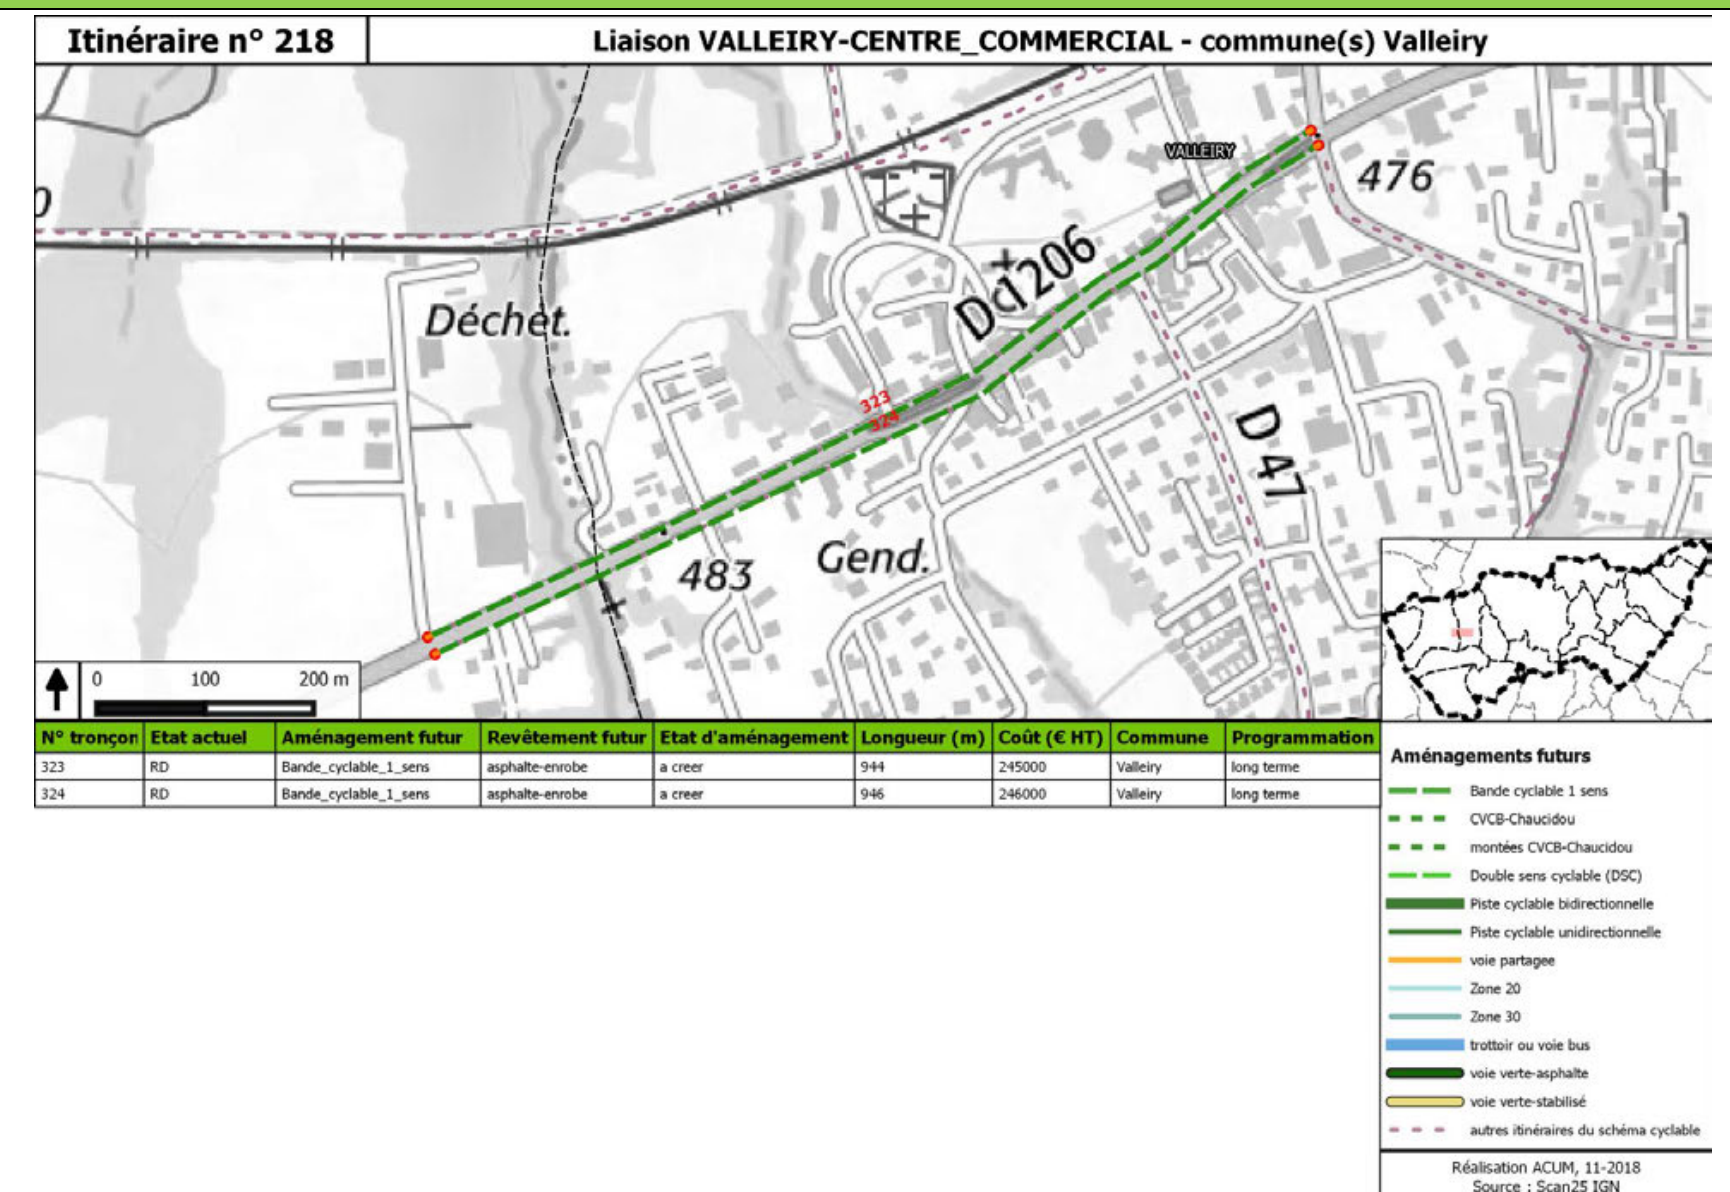 Itinéraire n° 218
Liaison VALLEIRY-CENTRE_COMMERCIAL - commune(s) Valleiry
VALLEIRY
476
0
Déchet.
D 1206
323
324
D 47
483
Gend.
0 100 200 m
N° tronçon Etat actuel Aménagement futur Revêtement futur Etat d'aménagement Longueur (m) Coût (€ HT) Commune Programmation
323 RD Bande_cyclable_1_sens asphalte-enrobe a creer 944 245000 Valleiry long terme
324 RD Bande_cyclable_1_sens asphalte-enrobe a creer 946 246000 Valleiry long terme
Aménagements futurs
Bande cyclable 1 sens
CVCB-Chaucidou
montées CVCB-Chaucidou
Double sens cyclable (DSC)
Piste cyclable bidirectionnelle
Piste cyclable unidirectionnelle
voie partagee
Zone 20
Zone 30
trottoir ou voie bus
voie verte-asphalte
voie verte-stabilisé
autres itinéraires du schéma cyclable
Réalisation ACUM, 11-2018
Source : Scan25 IGN